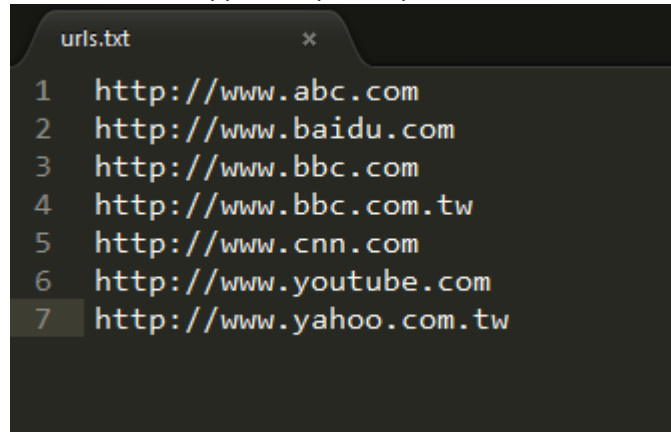 urls.txt ×
1 http://www.abc.com
2 http://www.baidu.com
3 http://www.bbc.com
4 http://www.bbc.com.tw
5 http://www.cnn.com
6 http://www.youtube.com
7 http://www.yahoo.com.tw